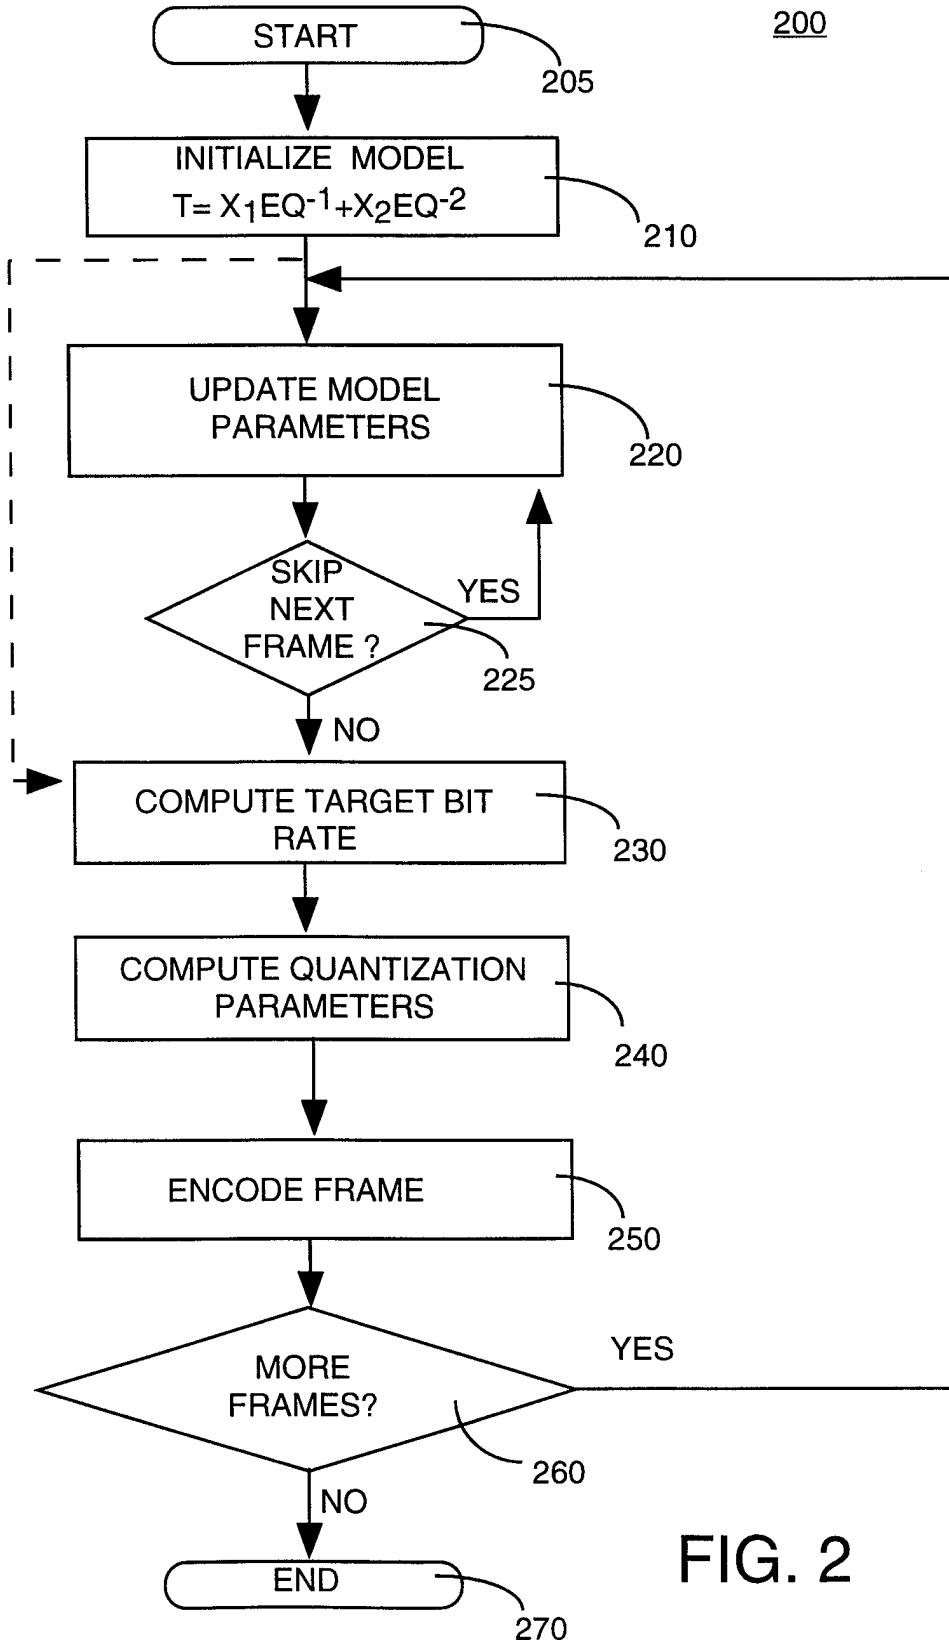 START
200
205
INITIALIZE MODEL
T= X₁EQ⁻¹+X₂EQ⁻²
210
UPDATE MODEL
PARAMETERS
220
SKIP
NEXT
FRAME ?
YES
225
NO
COMPUTE TARGET BIT
RATE
230
COMPUTE QUANTIZATION
PARAMETERS
240
ENCODE FRAME
250
MORE
FRAMES?
YES
260
NO
END
270
FIG. 2